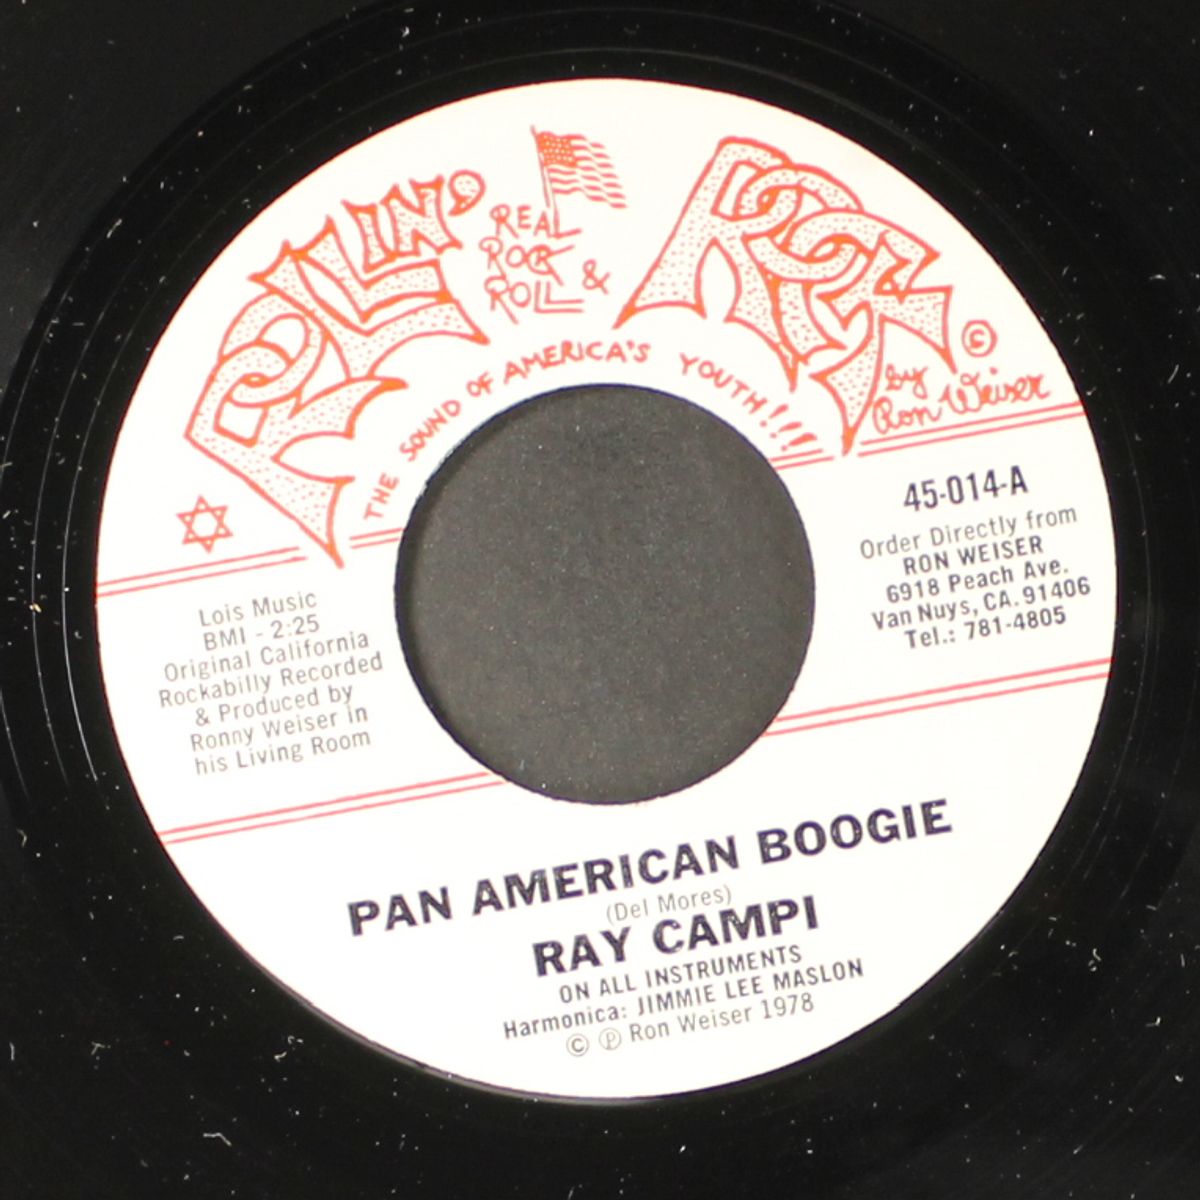 ROLLIN'
REAL
ROCK &
ROLL
ROCK
©
by
Ron Weiser
THE SOUND OF AMERICA'S YOUTH!!!!
45-014-A
Order Directly from
RON WEISER
6918 Peach Ave.
Van Nuys, CA. 91406
Tel.: 781-4805
Lois Music
BMI - 2:25
Original California
Rockabilly Recorded
& Produced by
Ronny Weiser in
his Living Room
PAN AMERICAN BOOGIE
(Del Mores)
RAY CAMPI
ON ALL INSTRUMENTS
Harmonica: JIMMIE LEE MASLON
© ℗ Ron Weiser 1978